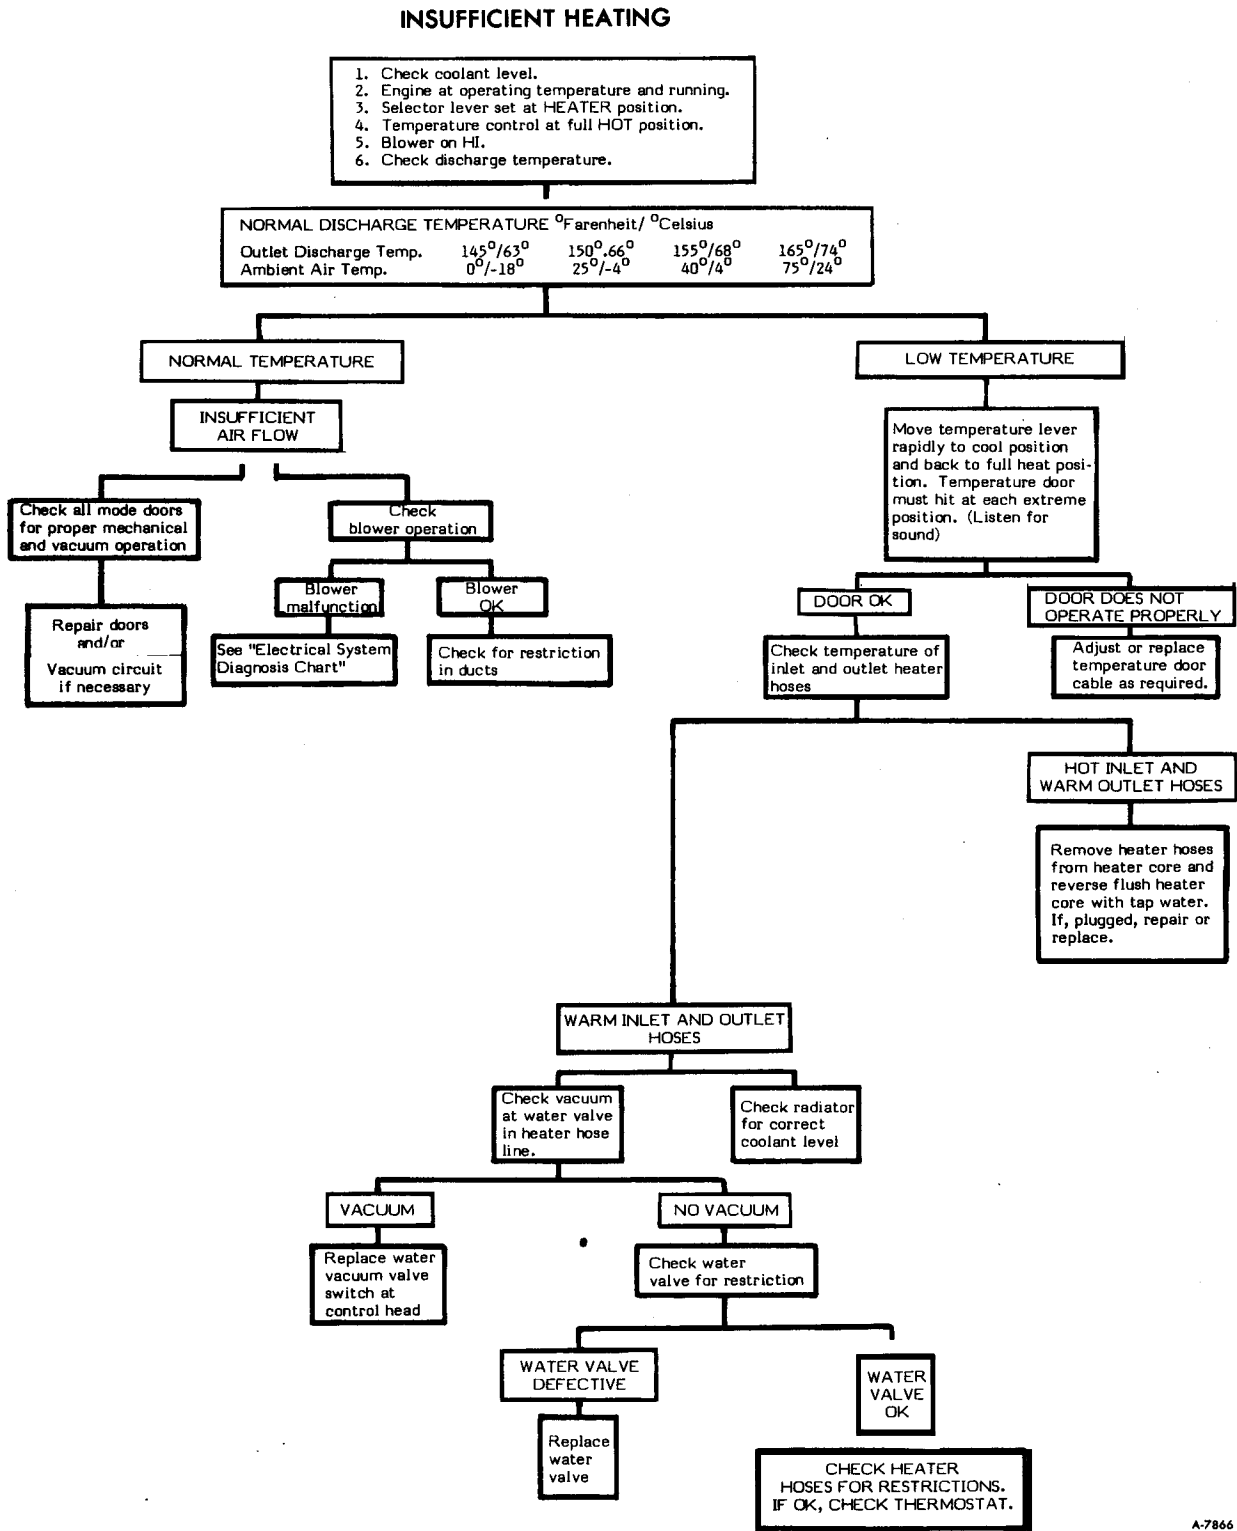 INSUFFICIENT HEATING
1. Check coolant level.
2. Engine at operating temperature and running.
3. Selector lever set at HEATER position.
4. Temperature control at full HOT position.
5. Blower on HI.
6. Check discharge temperature.
NORMAL DISCHARGE TEMPERATURE °Farenheit/ °Celsius
Outlet Discharge Temp. 145°/63° 150°.66° 155°/68° 165°/74°
Ambient Air Temp. 0°/-18° 25°/-4° 40°/4° 75°/24°
NORMAL TEMPERATURE
LOW TEMPERATURE
INSUFFICIENT
AIR FLOW
Move temperature lever
rapidly to cool position
and back to full heat posi-
tion. Temperature door
must hit at each extreme
position. (Listen for
sound)
Check all mode doors
for proper mechanical
and vacuum operation
Check
blower operation
Blower
malfunction
Blower
OK
DOOR OK
DOOR DOES NOT
OPERATE PROPERLY
Repair doors
and/or
Vacuum circuit
if necessary
See "Electrical System
Diagnosis Chart"
Check for restriction
in ducts
Check temperature of
inlet and outlet heater
hoses
Adjust or replace
temperature door
cable as required.
HOT INLET AND
WARM OUTLET HOSES
Remove heater hoses
from heater core and
reverse flush heater
core with tap water.
If, plugged, repair or
replace.
WARM INLET AND OUTLET
HOSES
Check vacuum
at water valve
in heater hose
line.
Check radiator
for correct
coolant level
VACUUM
NO VACUUM
Replace water
vacuum valve
switch at
control head
Check water
valve for restriction
WATER VALVE
DEFECTIVE
WATER
VALVE
OK
Replace
water
valve
CHECK HEATER
HOSES FOR RESTRICTIONS.
IF OK, CHECK THERMOSTAT.
A-7866